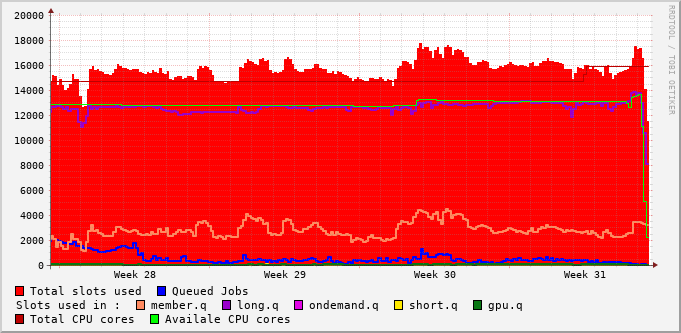 20000
18000
16000
14000
12000
10000
8000
6000
4000
2000
0
Week 28 Week 29 Week 30 Week 31
RRDTOOL / TOBI OETIKER
Total slots used Queued Jobs
Slots used in : member.q long.q ondemand.q short.q gpu.q
Total CPU cores Availale CPU cores